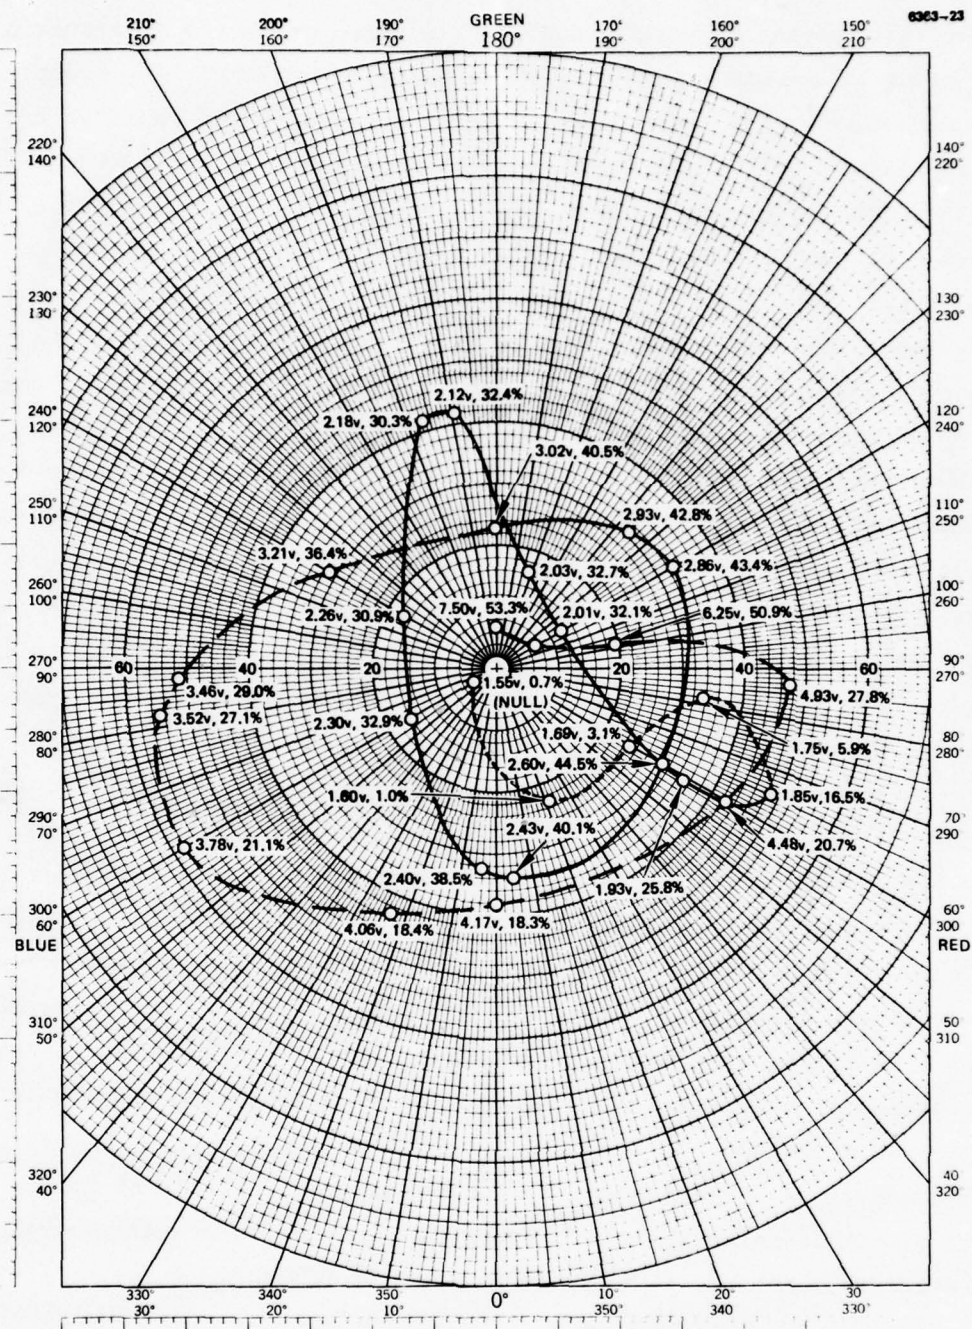 6363-23
GREEN
210° 200° 190° 180° 190° 200° 150°
150° 160° 170° 170° 160° 210°
220° 140°
140° 220°
230° 130
130° 230°
2.12v, 32.4%
240° 2.18v, 30.3% 120°
120° 240°
3.02v, 40.5%
250° 110°
110° 2.93v, 42.8% 250°
3.21v, 36.4% 2.86v, 43.4%
2.03v, 32.7%
260° 100°
100° 7.50v, 53.3% 2.01v, 32.1% 6.25v, 50.9% 260°
2.26v, 30.9%
270° 60 40 20 20 40 60 90°
90° 1.55v, 0.7% 270°
3.46v, 29.0% (NULL) 4.93v, 27.8%
3.52v, 27.1% 2.30v, 32.9%
280° 1.69v, 3.1% 80
80° 1.75v, 5.9% 280°
2.60v, 44.5%
1.60v, 1.0% 1.85v, 16.5%
290° 2.43v, 40.1% 70°
70° 290°
3.78v, 21.1% 4.48v, 20.7%
2.40v, 38.5% 1.93v, 25.8%
300° 60°
60° 4.06v, 18.4% 4.17v, 18.3% 300
BLUE RED
310° 50°
50° 310
320° 40
40° 320°
330° 340° 350° 0° 350° 340° 330°
30° 20° 10° 10° 20°